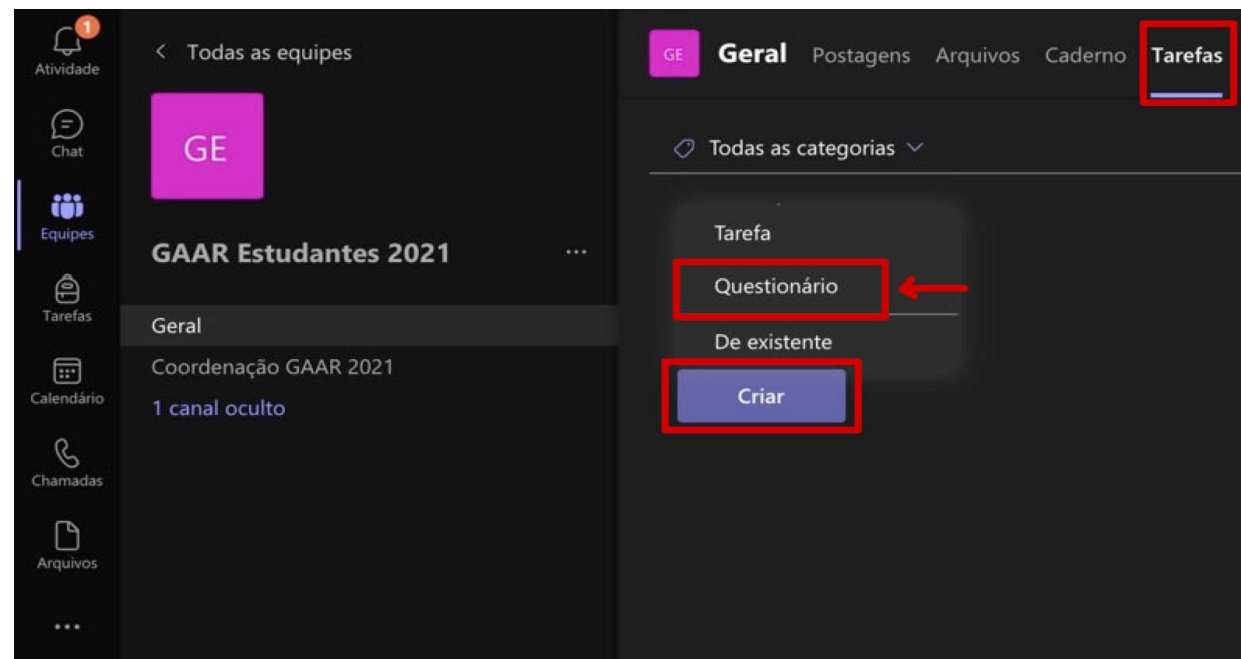 1
Atividade
Chat
Equipes
Tarefas
Calendário
Chamadas
Arquivos
Todas as equipes
GE
GAAR Estudantes 2021
Geral
Coordenação GAAR 2021
1 canal oculto
GE Geral Postagens Arquivos Caderno Tarefas
Todas as categorias
Tarefa
Questionário
De existente
Criar